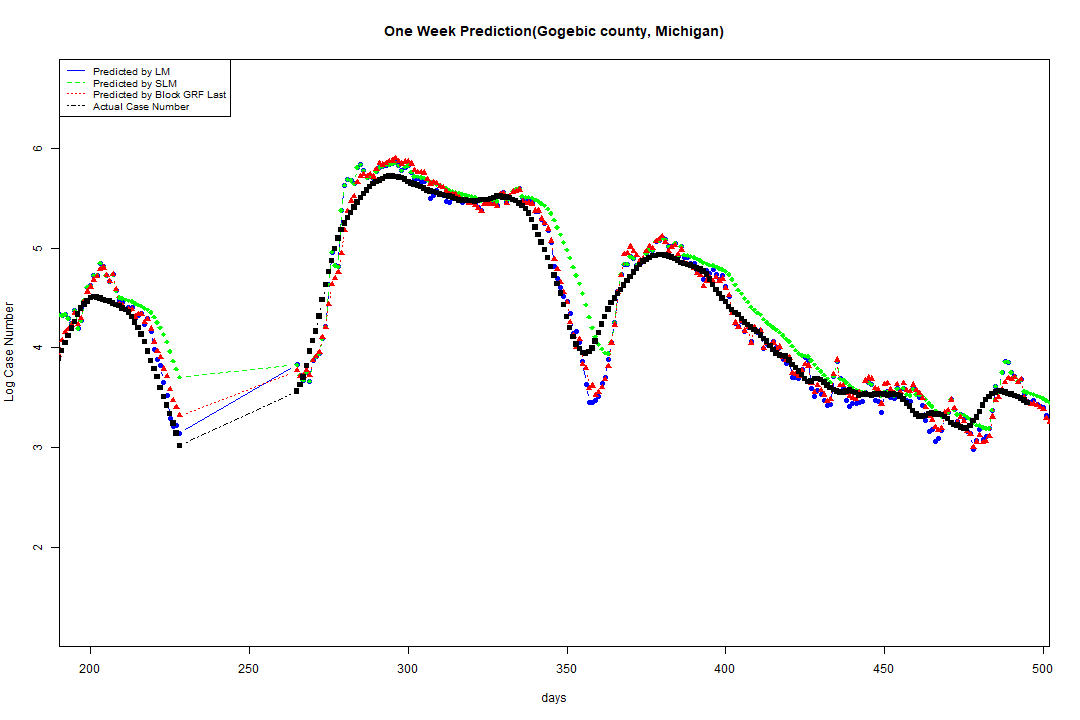 One Week Prediction(Gogebic county, Michigan)
Predicted by LM
Predicted by SLM
Predicted by Block GRF Last
Actual Case Number
Log Case Number
6
5
4
3
2
200 250 300 350 400 450 500
days